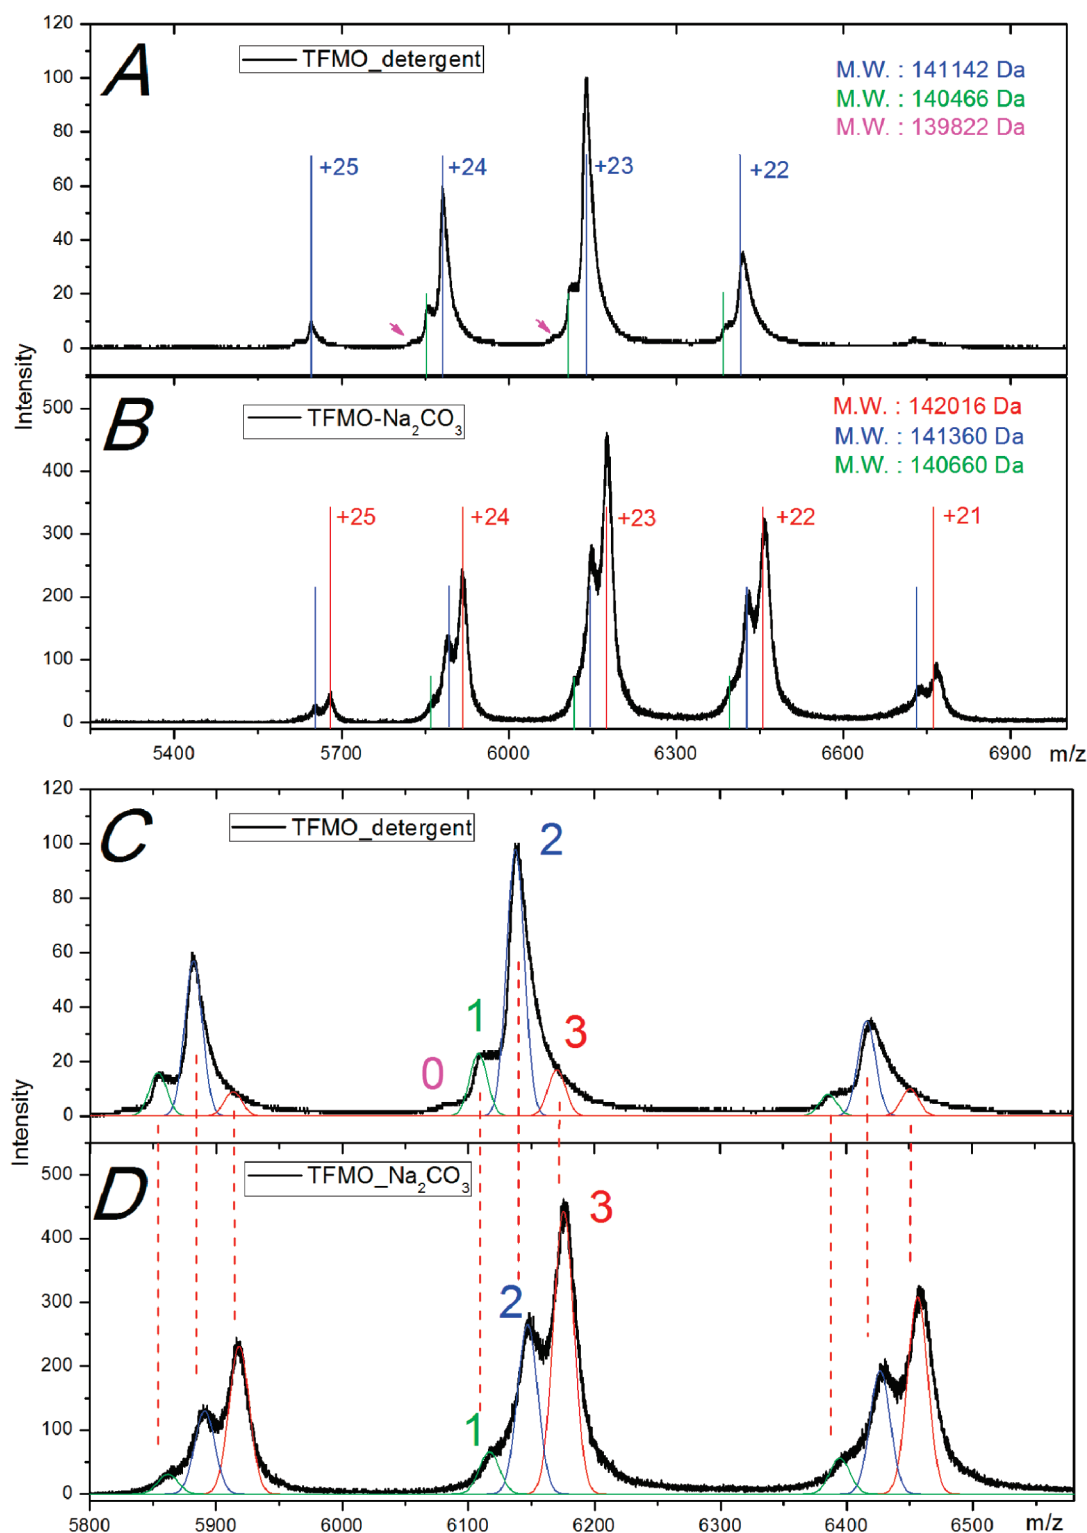 120
A
TFMO_detergent
M.W. : 141142 Da
M.W. : 140466 Da
M.W. : 139822 Da
100
80
60
40
20
0
+25
+24
+23
+22
Intensity
B
TFMO-Na₂CO₃
M.W. : 142016 Da
M.W. : 141360 Da
M.W. : 140660 Da
500
400
300
200
100
0
+25
+24
+23
+22
+21
5400 5700 6000 6300 6600 6900 m/z
120
C
TFMO_detergent
100
80
60
40
20
0
0
1
2
3
Intensity
D
TFMO_Na₂CO₃
500
400
300
200
100
0
1
2
3
5800 5900 6000 6100 6200 6300 6400 6500 m/z